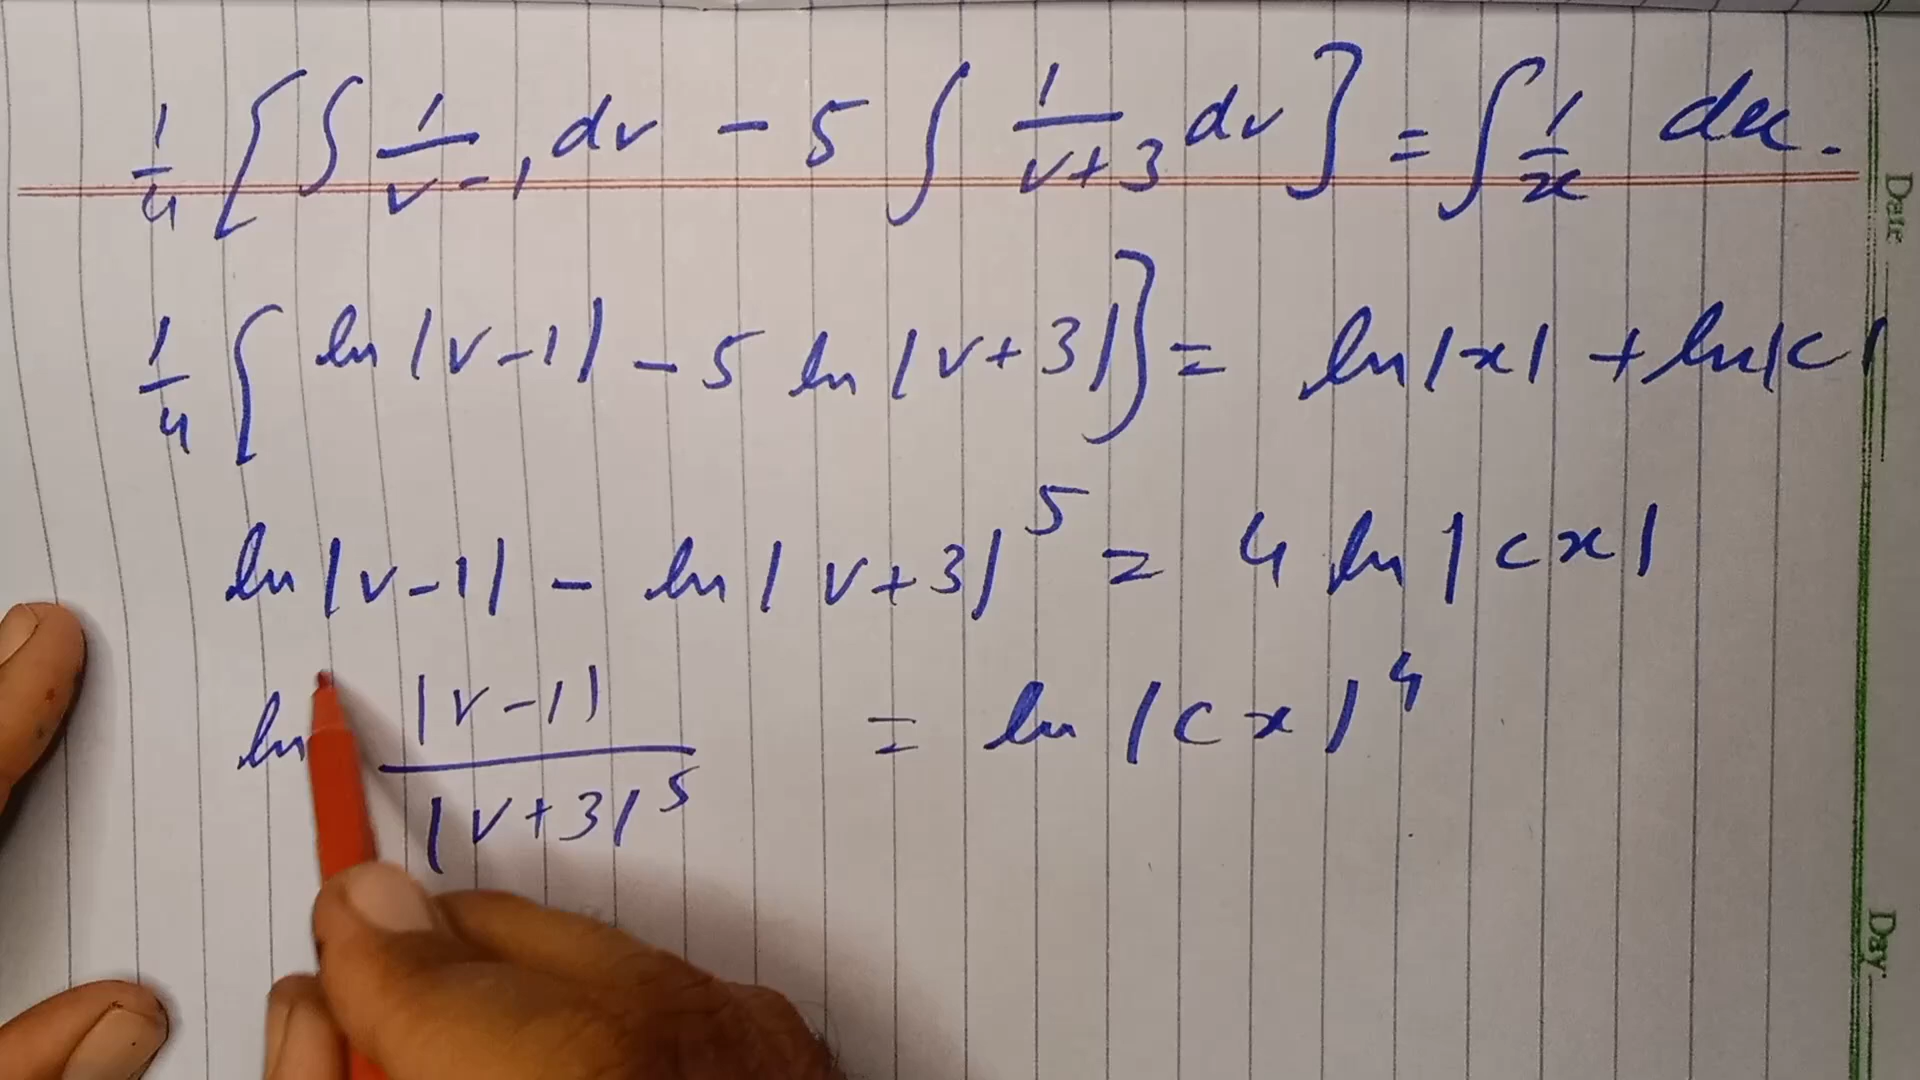 1/4 [ ∫ 1/(v-1) dv - 5 ∫ 1/(v+3) dv ] = ∫ 1/x dx.
1/4 [ ln |v-1| - 5 ln |v+3| ] = ln|x| + ln|c|
ln |v-1| - ln |v+3|^5 = 4 ln |cx|
ln |v-1| / |v+3|^5 = ln |cx|^4
Date
Day